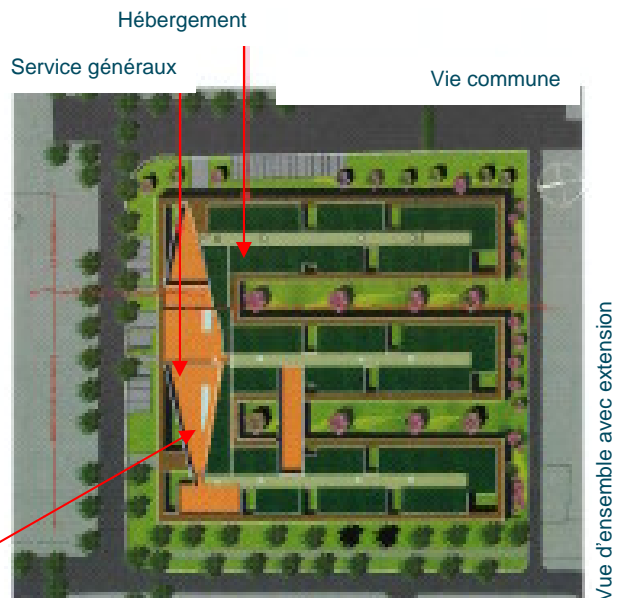 Hébergement
Service généraux
Vie commune
Vue d'ensemble avec extension